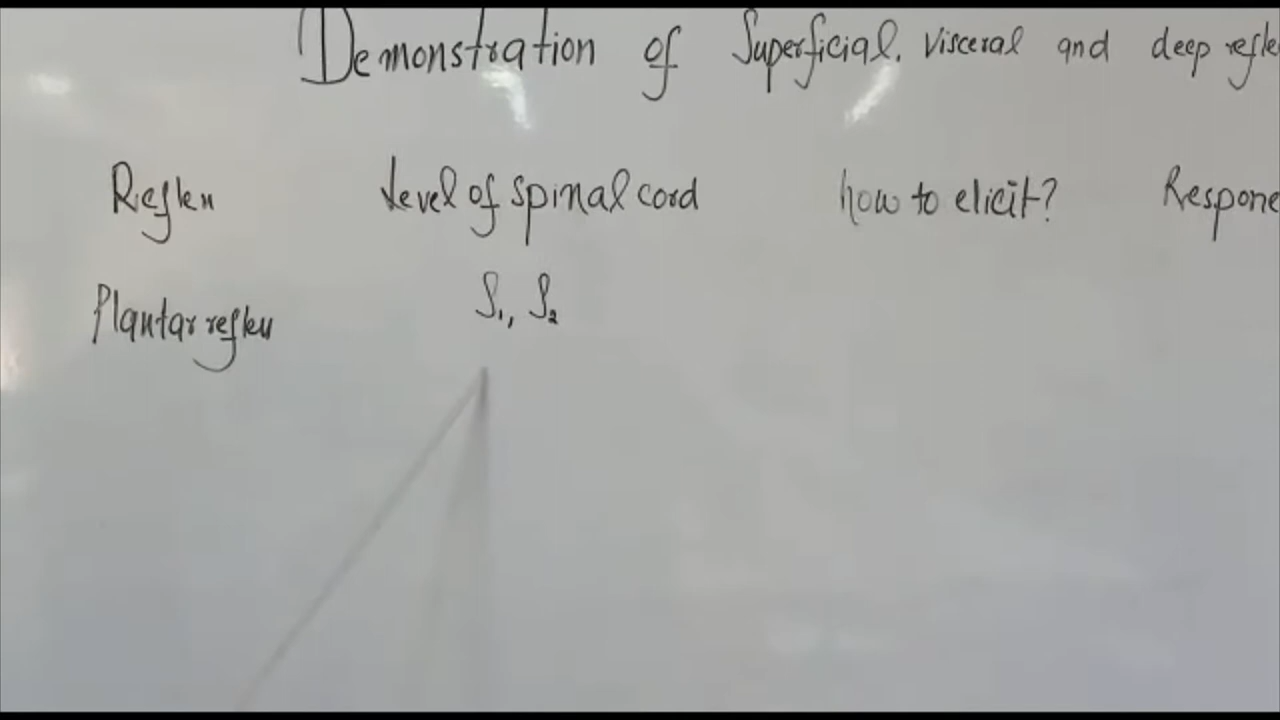 Demonstration of Superficial, Visceral and deep refle
Reflex level of spinal cord how to elicit? Respone
Plantar reflex S1, S2